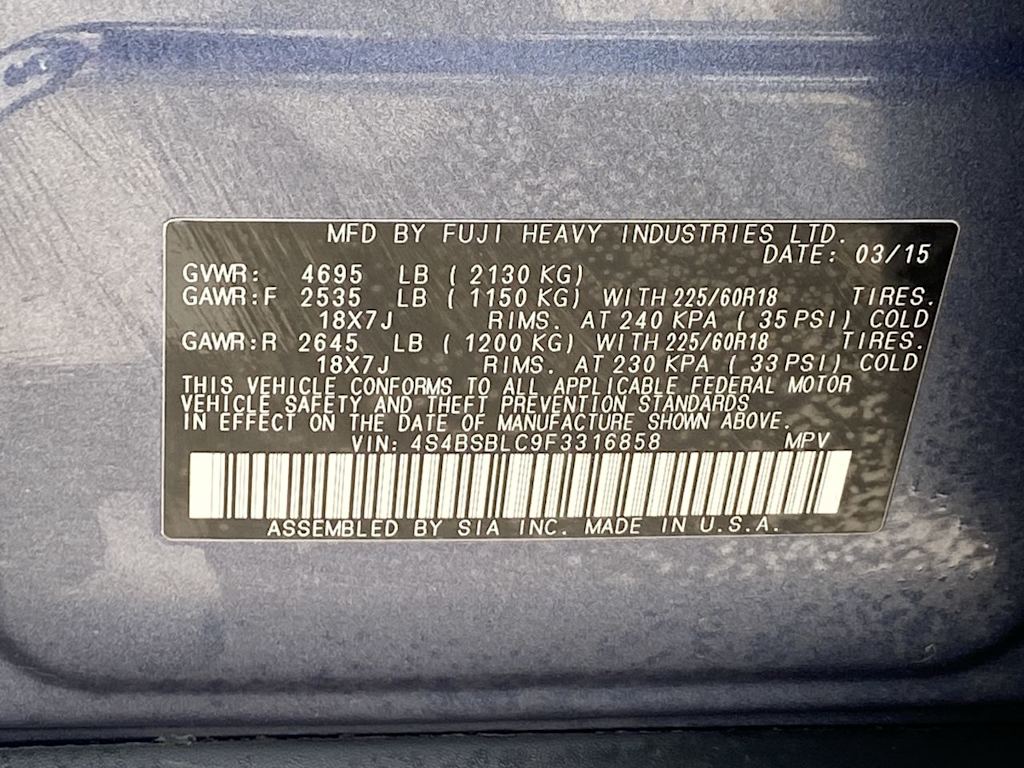 MFD BY FUJI HEAVY INDUSTRIES LTD.
DATE: 03/15
GVWR: 4695 LB ( 2130 KG)
GAWR:F 2535 LB ( 1150 KG) WITH 225/60R18 TIRES.
18X7J RIMS. AT 240 KPA ( 35 PSI) COLD
GAWR:R 2645 LB ( 1200 KG) WITH 225/60R18 TIRES.
18X7J RIMS. AT 230 KPA ( 33 PSI) COLD
THIS VEHICLE CONFORMS TO ALL APPLICABLE FEDERAL MOTOR
VEHICLE SAFETY AND THEFT PREVENTION STANDARDS
IN EFFECT ON THE DATE OF MANUFACTURE SHOWN ABOVE.
VIN: 4S4BSBLC9F3316858 MPV
ASSEMBLED BY SIA INC. MADE IN U.S.A.